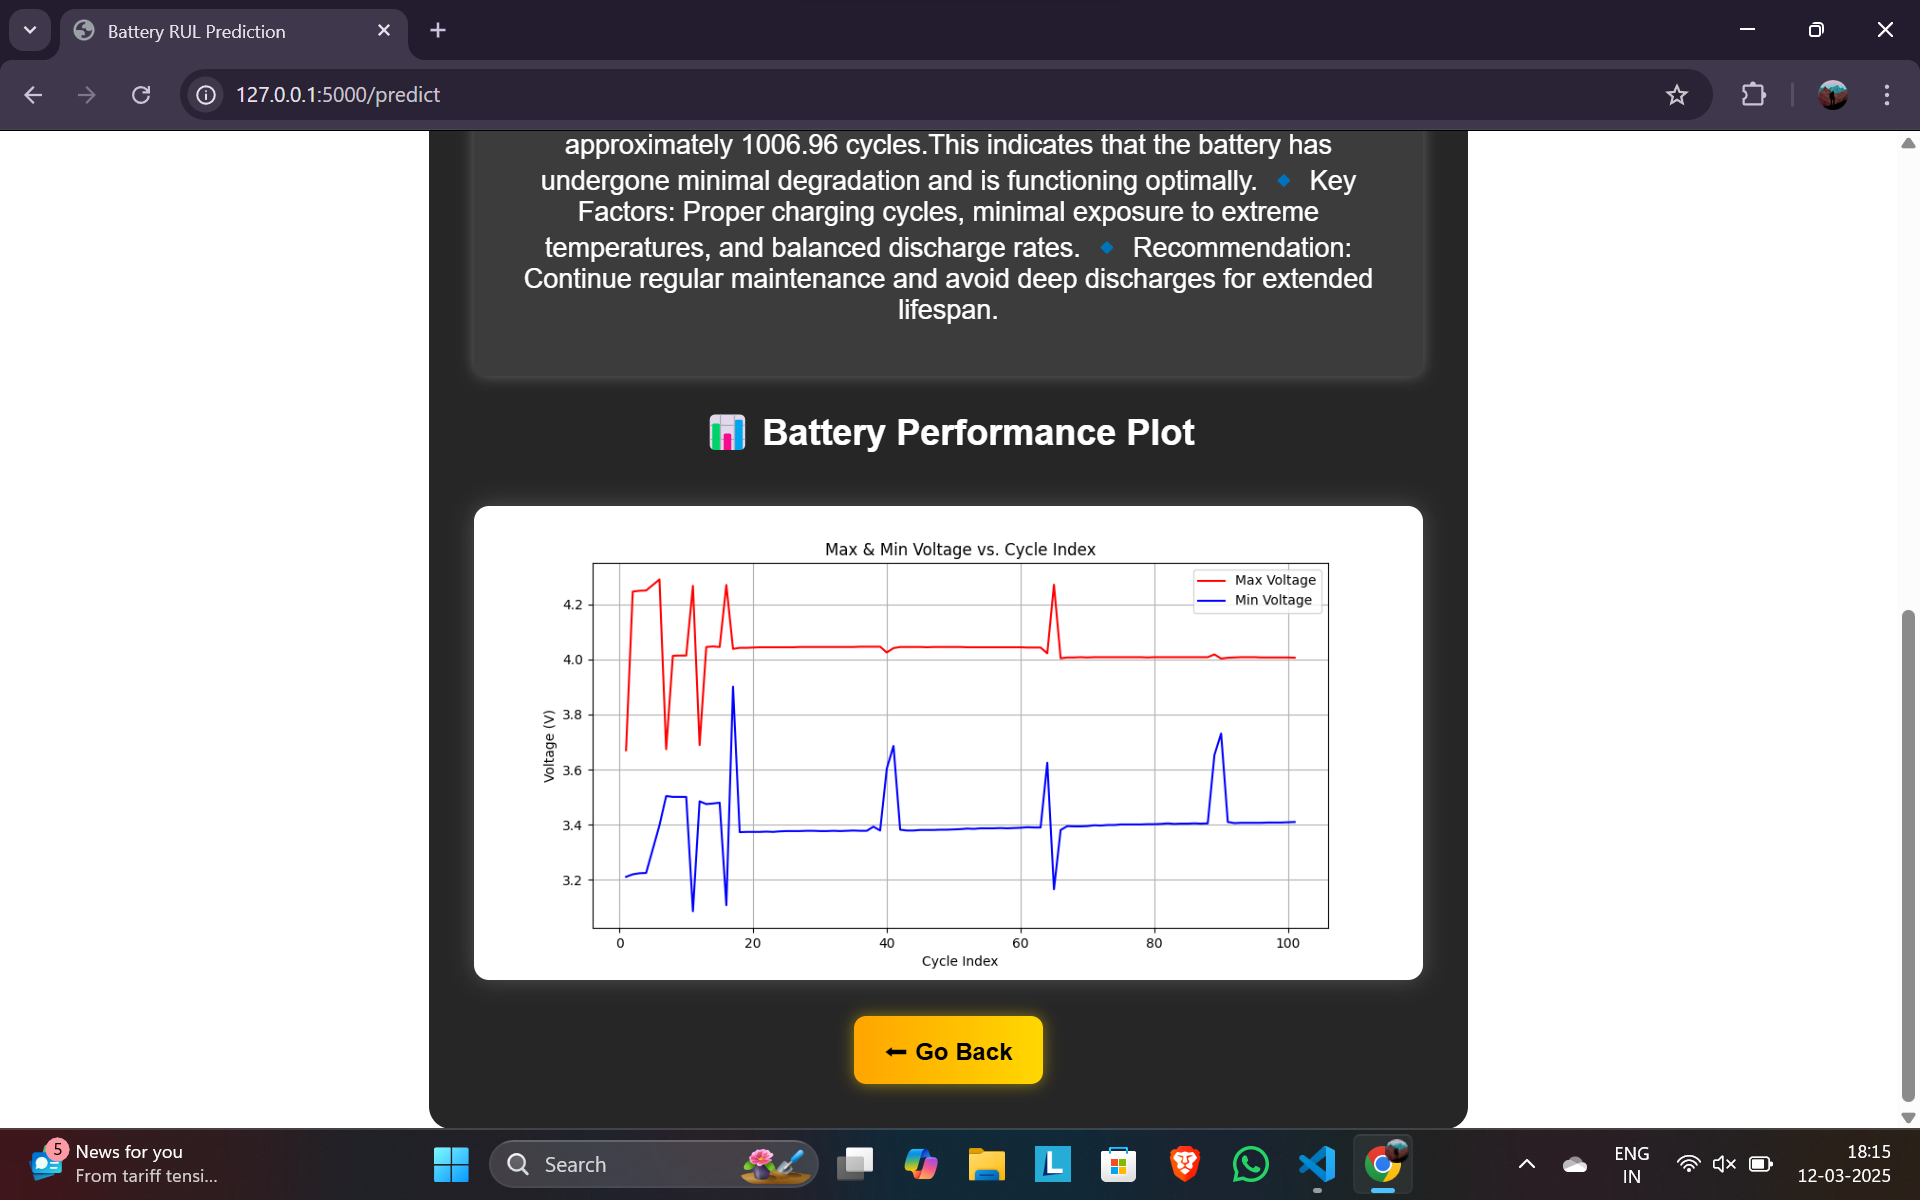 Battery RUL Prediction
127.0.0.1:5000/predict
approximately 1006.96 cycles.This indicates that the battery has
undergone minimal degradation and is functioning optimally. 🔹 Key
Factors: Proper charging cycles, minimal exposure to extreme
temperatures, and balanced discharge rates. 🔹 Recommendation:
Continue regular maintenance and avoid deep discharges for extended
lifespan.
📊 Battery Performance Plot
Max & Min Voltage vs. Cycle Index
Max Voltage
Min Voltage
Voltage (V)
4.2
4.0
3.8
3.6
3.4
3.2
0 20 40 60 80 100
Cycle Index
⬅ Go Back
5
News for you
From tariff tensi...
Search
L
ENG
IN
18:15
12-03-2025